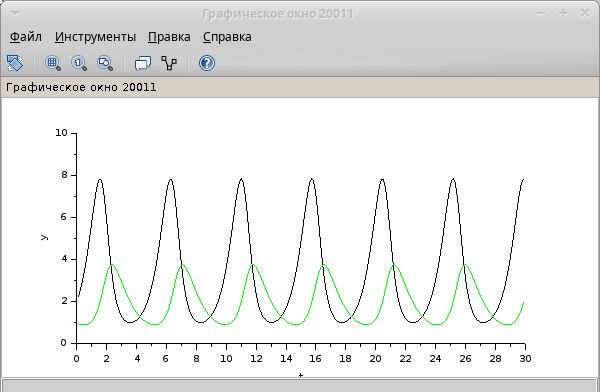 Графическое окно 20011
Файл Инструменты Правка Справка
Графическое окно 20011
10
8
6
4
2
0
y
0 2 4 6 8 10 12 14 16 18 20 22 24 26 28 30
t